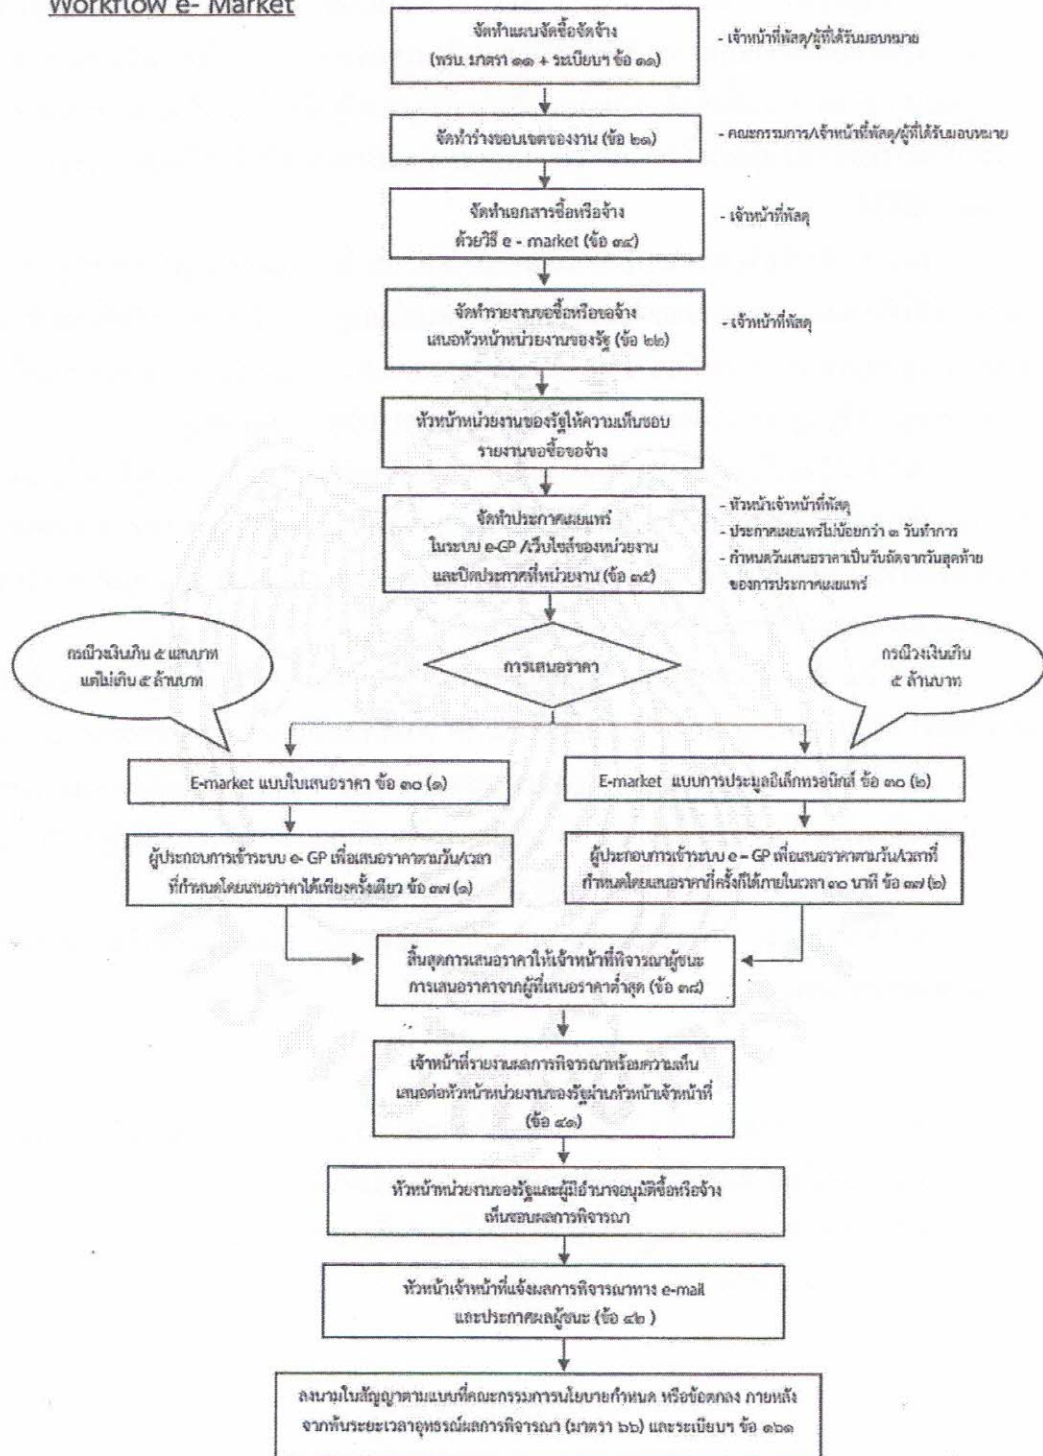 Workflow e- Market
จัดทำแผนจัดซื้อจัดจ้าง
(พรบ. มาตรา ๑๑ + ระเบียบฯ ข้อ ๑๑)
- เจ้าหน้าที่พัสดุ/ผู้ที่ได้รับมอบหมาย
จัดทำร่างขอบเขตของงาน (ข้อ ๒๑)
- คณะกรรมการ/เจ้าหน้าที่พัสดุ/ผู้ที่ได้รับมอบหมาย
จัดทำเอกสารซื้อหรือจ้าง
ด้วยวิธี e - market (ข้อ ๓๔)
- เจ้าหน้าที่พัสดุ
จัดทำรายงานขอซื้อหรือขอจ้าง
เสนอหัวหน้าหน่วยงานของรัฐ (ข้อ ๒๒)
- เจ้าหน้าที่พัสดุ
หัวหน้าหน่วยงานของรัฐให้ความเห็นชอบ
รายงานขอซื้อขอจ้าง
จัดทำประกาศเผยแพร่
ในระบบ e-GP /เว็บไซส์ของหน่วยงาน
และปิดประกาศที่หน่วยงาน (ข้อ ๓๕)
- หัวหน้าเจ้าหน้าที่พัสดุ
- ประกาศเผยแพร่ไม่น้อยกว่า ๓ วันทำการ
- กำหนดวันเสนอราคาเป็นวันถัดจากวันสุดท้าย
ของการประกาศเผยแพร่
กรณีวงเงินเกิน ๕ แสนบาท
แต่ไม่เกิน ๕ ล้านบาท
การเสนอราคา
กรณีวงเงินเกิน
๕ ล้านบาท
E-market แบบใบเสนอราคา ข้อ ๓๐ (๑)
E-market แบบการประมูลอิเล็กทรอนิกส์ ข้อ ๓๐ (๒)
ผู้ประกอบการเข้าระบบ e- GP เพื่อเสนอราคาตามวัน/เวลา
ที่กำหนดโดยเสนอราคาได้เพียงครั้งเดียว ข้อ ๓๗ (๑)
ผู้ประกอบการเข้าระบบ e – GP เพื่อเสนอราคาตามวัน/เวลาที่
กำหนดโดยเสนอราคากี่ครั้งก็ได้ภายในเวลา ๓๐ นาที ข้อ ๓๗ (๒)
สิ้นสุดการเสนอราคาให้เจ้าหน้าที่พิจารณาผู้ชนะ
การเสนอราคาจากผู้ที่เสนอราคาต่ำสุด (ข้อ ๓๘)
เจ้าหน้าที่รายงานผลการพิจารณาพร้อมความเห็น
เสนอต่อหัวหน้าหน่วยงานของรัฐผ่านหัวหน้าเจ้าหน้าที่
(ข้อ ๔๑)
หัวหน้าหน่วยงานของรัฐและผู้มีอำนาจอนุมัติซื้อหรือจ้าง
เห็นชอบผลการพิจารณา
หัวหน้าเจ้าหน้าที่แจ้งผลการพิจารณาทาง e-mail
และประกาศผลผู้ชนะ (ข้อ ๔๒ )
ลงนามในสัญญาตามแบบที่คณะกรรมการนโยบายกำหนด หรือข้อตกลง ภายหลัง
จากพ้นระยะเวลาอุทธรณ์ผลการพิจารณา (มาตรา ๖๖) และระเบียบฯ ข้อ ๑๖๑